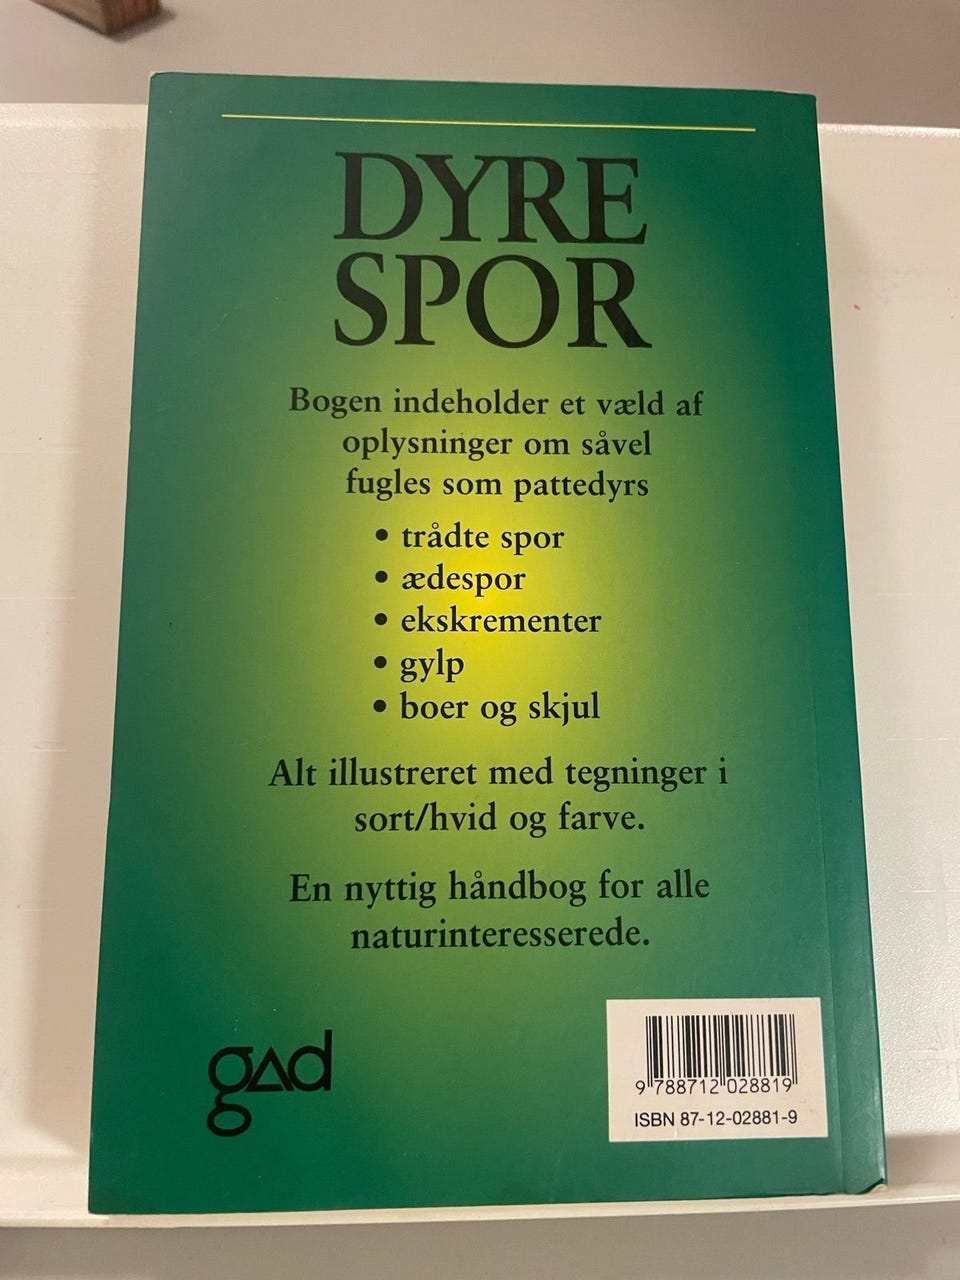 DYRE
SPOR
Bogen indeholder et væld af
oplysninger om såvel
fugles som pattedyrs
• trådte spor
• ædespor
• ekskrementer
• gylp
• boer og skjul
Alt illustreret med tegninger i
sort/hvid og farve.
En nyttig håndbog for alle
naturinteresserede.
gad
9 788712 028819
ISBN 87-12-02881-9